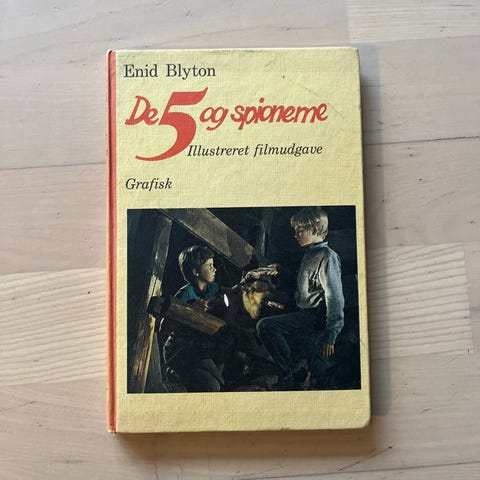 Enid Blyton
De 5 og spionerne
Illustreret filmudgave
Grafisk